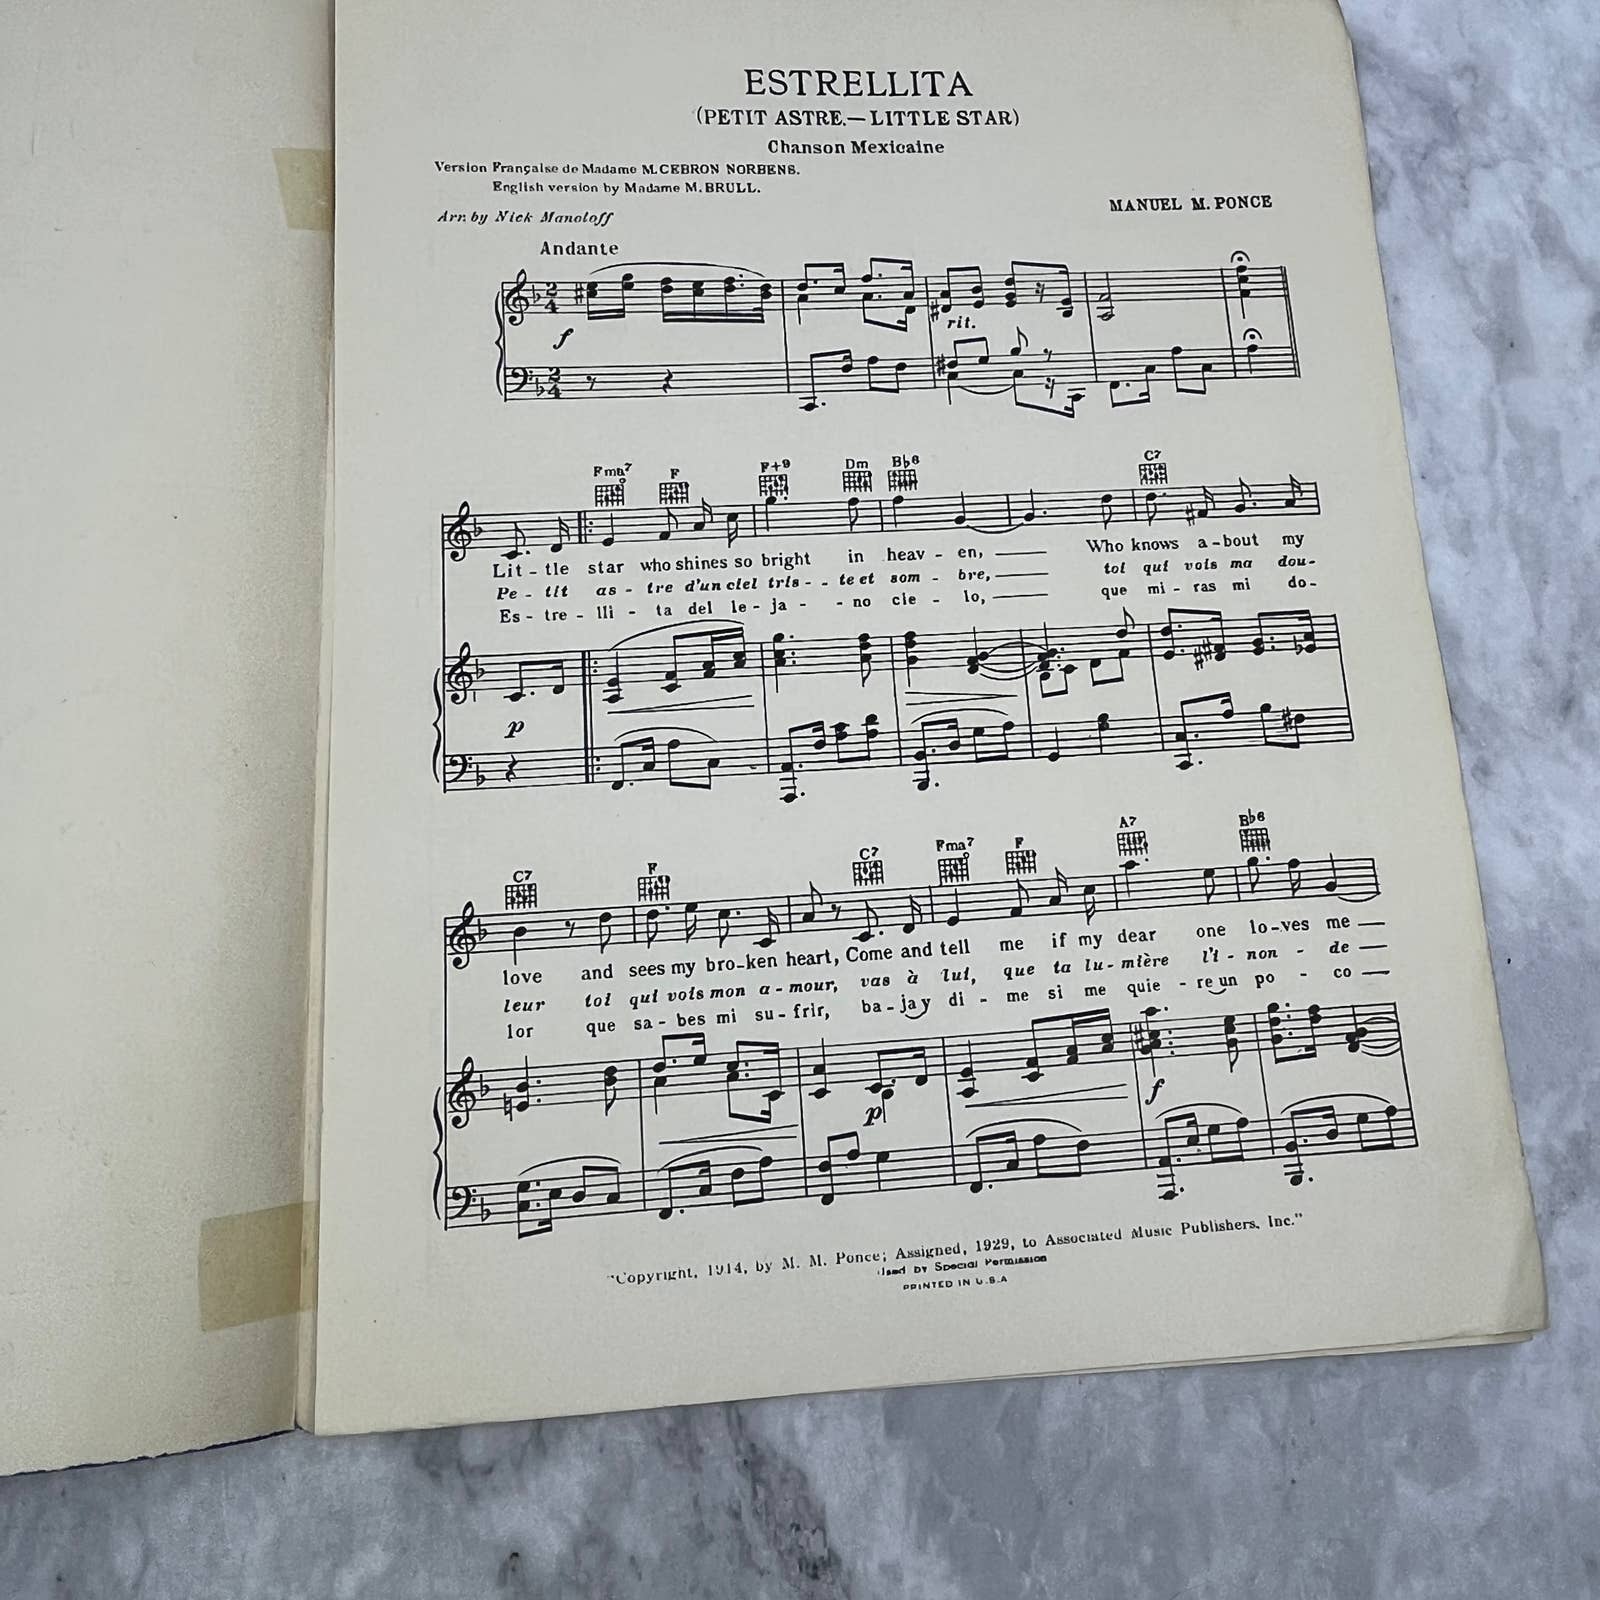 ESTRELLITA
(PETIT ASTRE.— LITTLE STAR)
Chanson Mexicaine
Version Française de Madame M.CEBRON NORBENS.
English version by Madame M. BRULL.
Arr. by Nick Manoloff
MANUEL M. PONCE
Andante
f
rit.
Fma7 F F+9 Dm Bb6 C7
Lit - tle star who shines so bright in heav - en, Who knows a - bout my
Pe - tit as - tre d'un ciel tris - - te et som - bre, toi qui vois ma dou-
Es - tre - lli - ta del le - ja - - no cie - lo, que mi - ras mi do-
p
C7 F C7 Fma7 F A7 Bb6
love and sees my bro-ken heart, Come and tell me if my dear one lo-ves me
leur toi qui vois mon a - mour, vas à lui, que ta lu - mière l'i - non - de
lor que sa - bes mi su - frir, ba - ja y di - me si me quie - re un po - co
p
f
"Copyright, 1914, by M. M. Ponce; Assigned, 1929, to Associated Music Publishers, Inc."
Used by Special Permission
PRINTED IN U.S.A